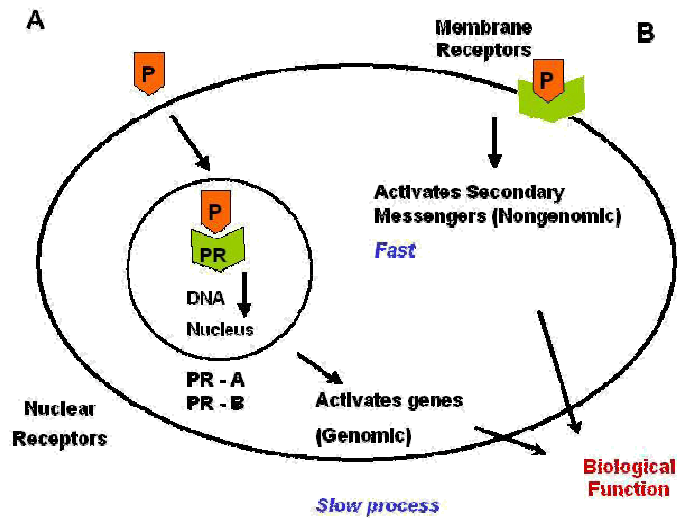 A
Membrane
Receptors
B
P
P
Activates Secondary
Messengers (Nongenomic)
Fast
P
PR
DNA
Nucleus
PR - A
PR - B
Activates genes
(Genomic)
Nuclear
Receptors
Biological
Function
Slow process